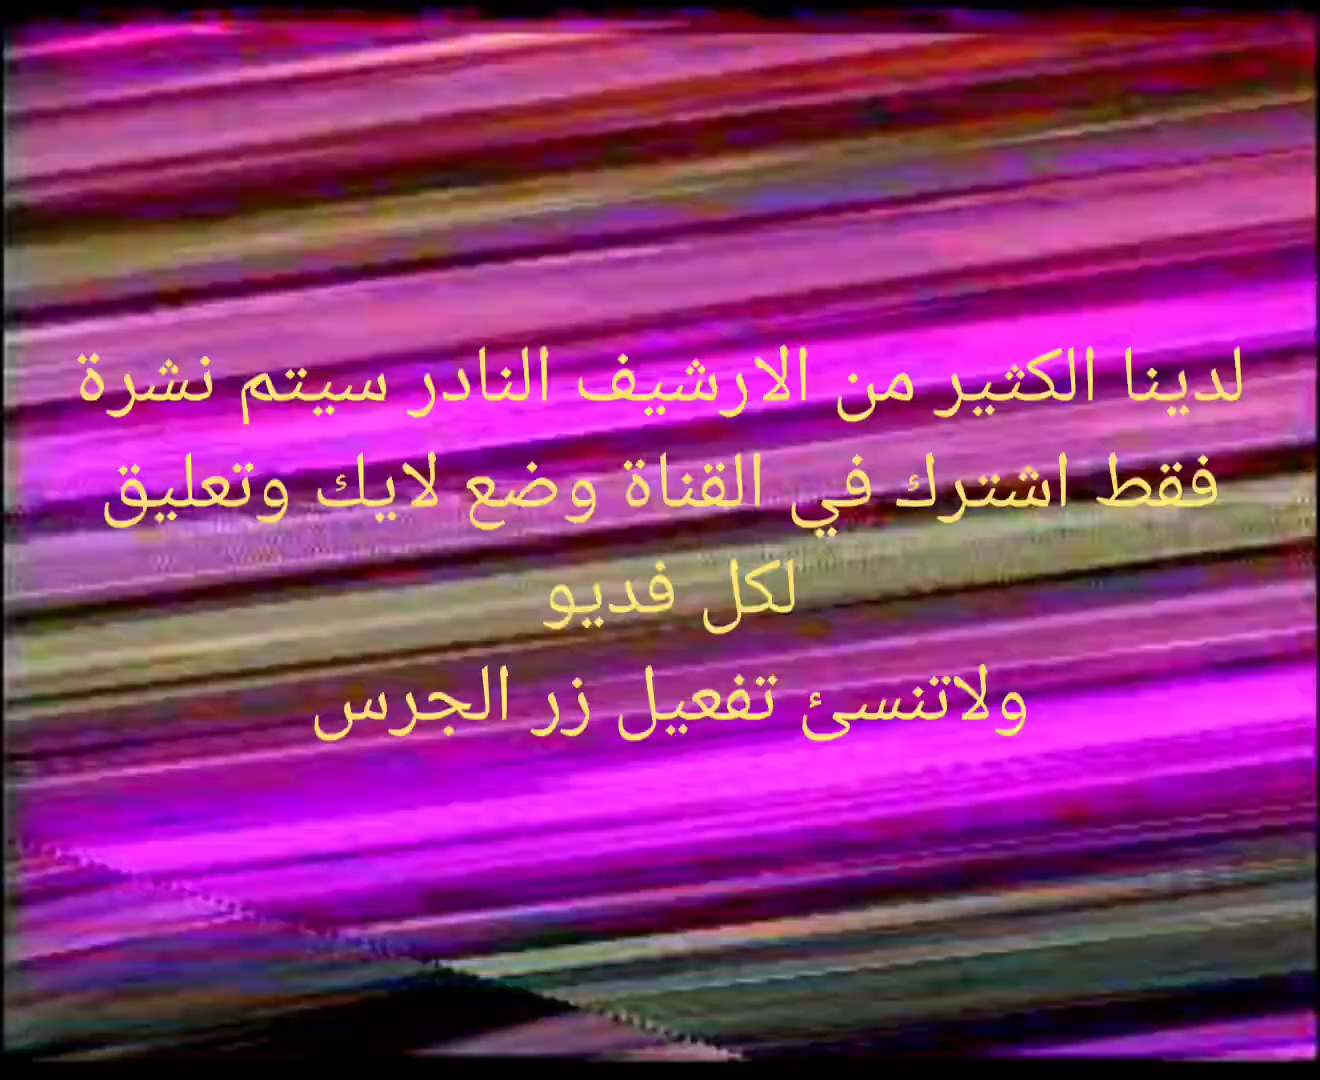 لدينا الكثير من الارشيف النادر سيتم نشرة
فقط اشترك في القناة وضع لايك وتعليق
لكل فديو
ولاتنسئ تفعيل زر الجرس